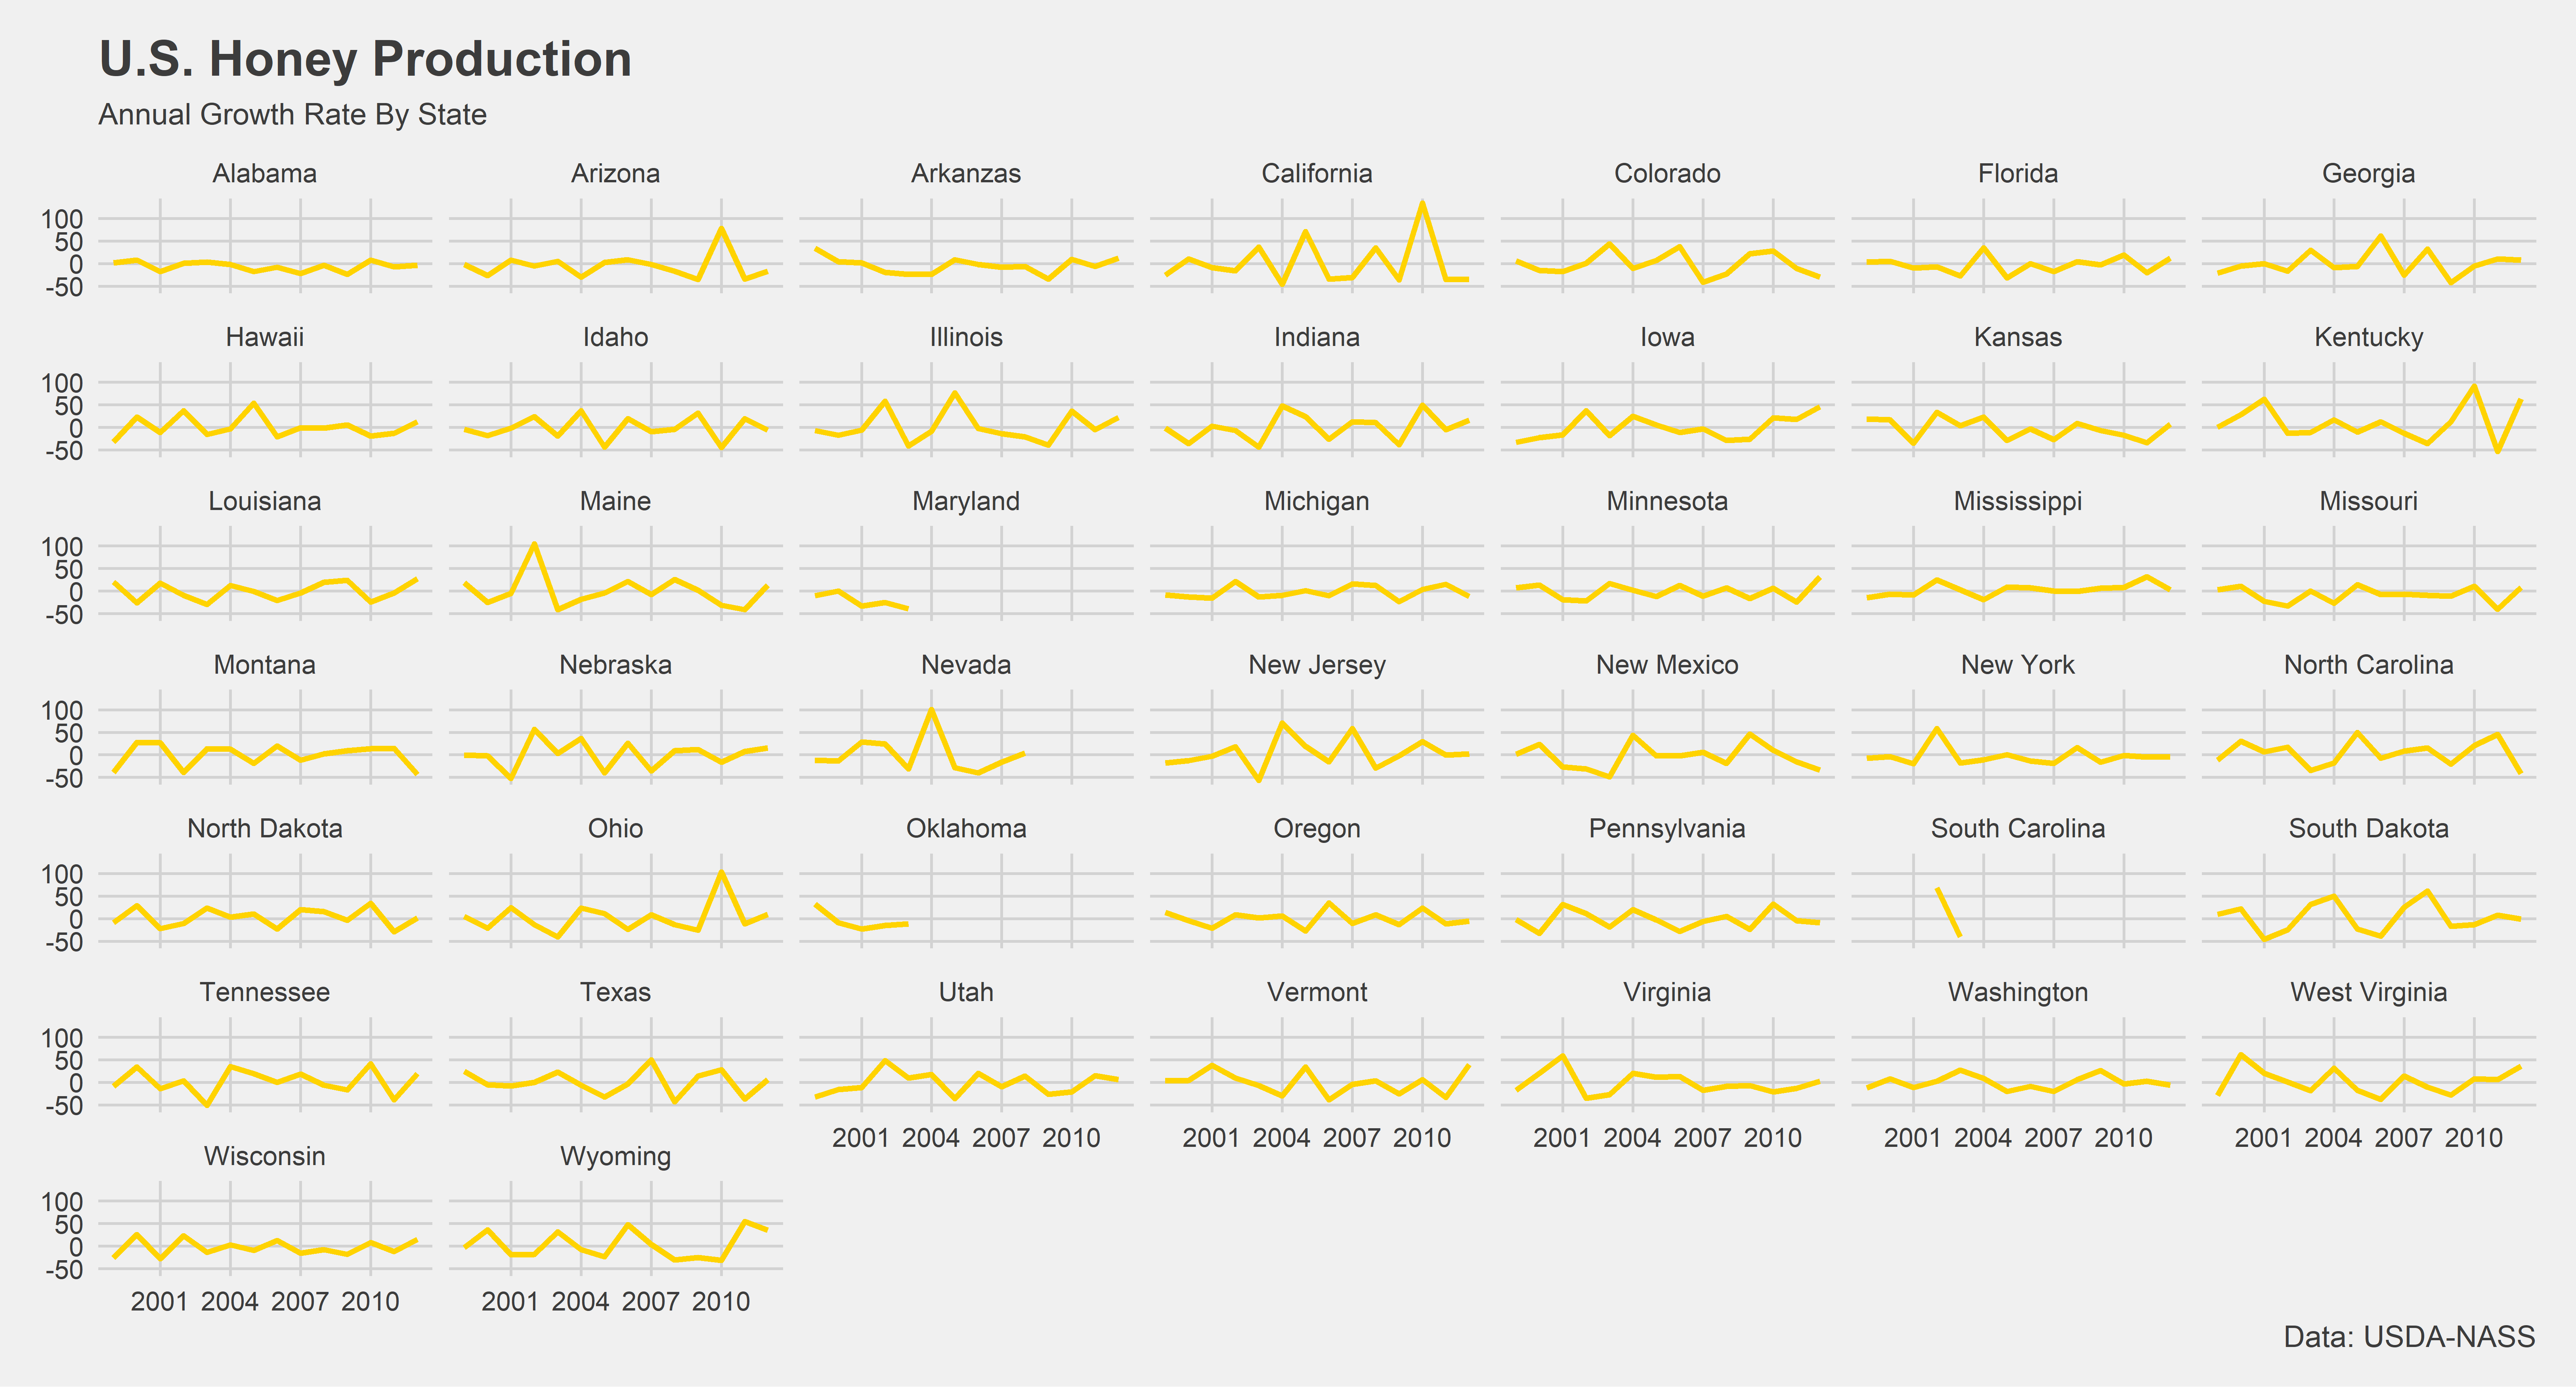 U.S. Honey Production
Annual Growth Rate By State
Alabama Arizona Arkanzas California Colorado Florida Georgia
100
50
0
-50
Hawaii Idaho Illinois Indiana Iowa Kansas Kentucky
100
50
0
-50
Louisiana Maine Maryland Michigan Minnesota Mississippi Missouri
100
50
0
-50
Montana Nebraska Nevada New Jersey New Mexico New York North Carolina
100
50
0
-50
North Dakota Ohio Oklahoma Oregon Pennsylvania South Carolina South Dakota
100
50
0
-50
Tennessee Texas Utah Vermont Virginia Washington West Virginia
100
50
0
-50
2001 2004 2007 2010 2001 2004 2007 2010 2001 2004 2007 2010 2001 2004 2007 2010 2001 2004 2007 2010
Wisconsin Wyoming
100
50
0
-50
2001 2004 2007 2010 2001 2004 2007 2010
Data: USDA-NASS